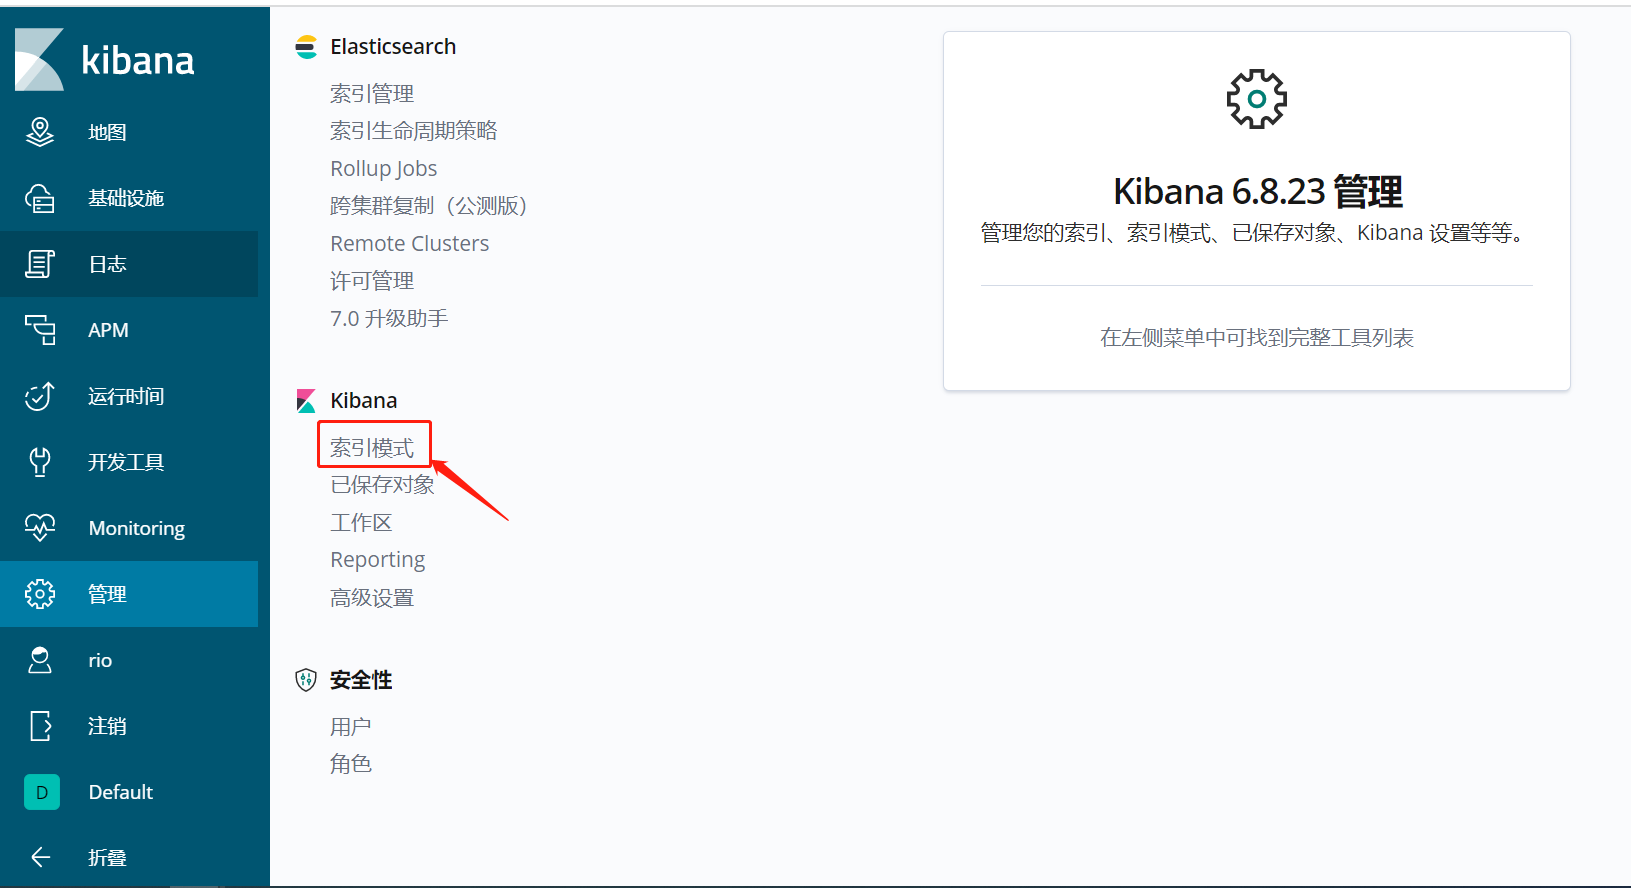 kibana
地图
基础设施
日志
APM
运行时间
开发工具
Monitoring
管理
rio
注销
D Default
折叠
Elasticsearch
索引管理
索引生命周期策略
Rollup Jobs
跨集群复制（公测版）
Remote Clusters
许可管理
7.0 升级助手
Kibana
索引模式
已保存对象
工作区
Reporting
高级设置
安全性
用户
角色
Kibana 6.8.23 管理
管理您的索引、索引模式、已保存对象、Kibana 设置等等。
在左侧菜单中可找到完整工具列表